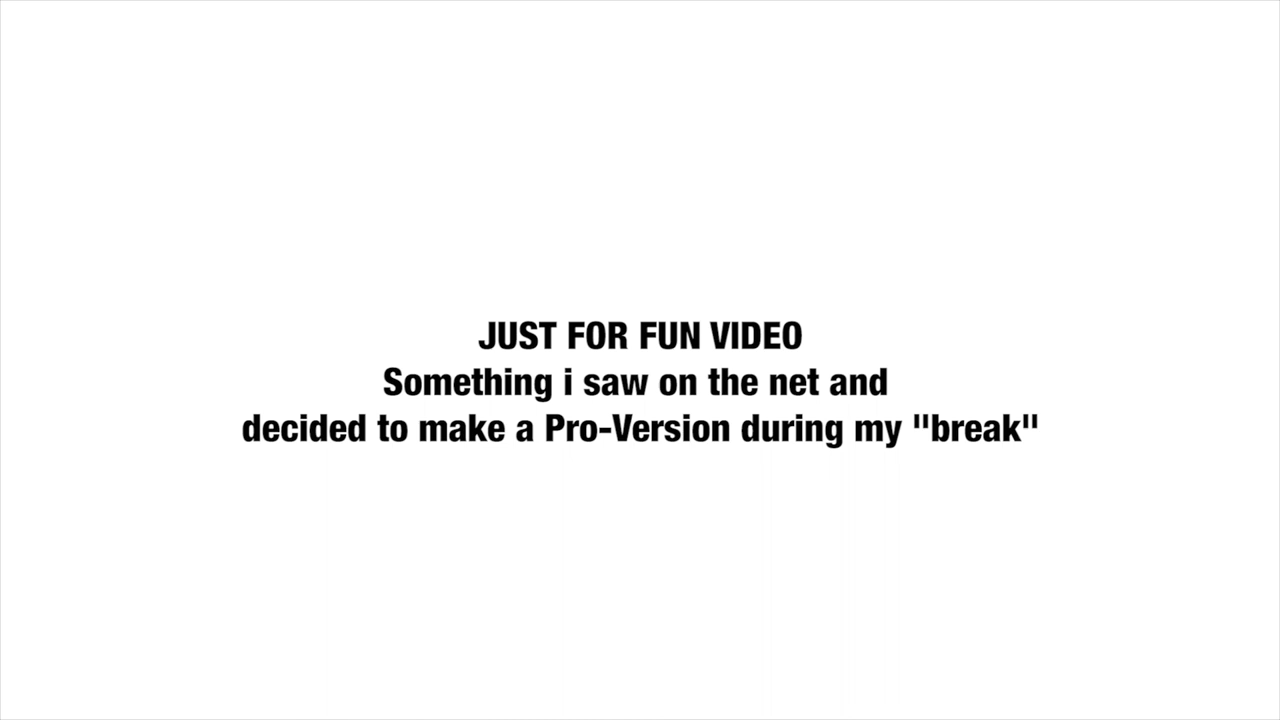 JUST FOR FUN VIDEO
Something i saw on the net and
decided to make a Pro-Version during my "break"